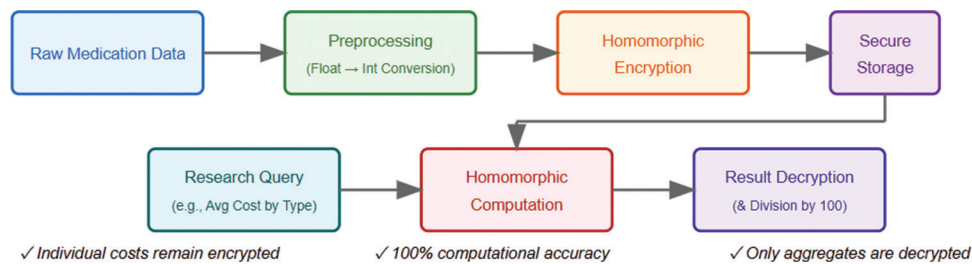 Raw Medication Data
Preprocessing
(Float → Int Conversion)
Homomorphic
Encryption
Secure
Storage
Research Query
(e.g., Avg Cost by Type)
Homomorphic
Computation
Result Decryption
(& Division by 100)
✓ Individual costs remain encrypted
✓ 100% computational accuracy
✓ Only aggregates are decrypted